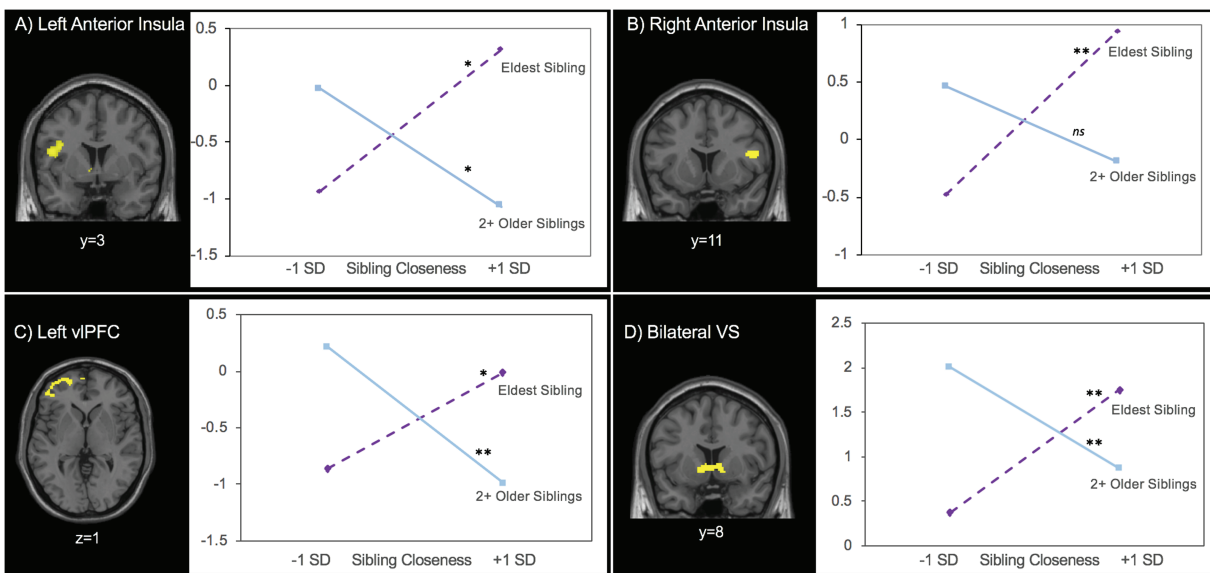 A) Left Anterior Insula
y=3
0.5
0
-0.5
-1
-1.5
*
Eldest Sibling
*
2+ Older Siblings
-1 SD Sibling Closeness +1 SD
B) Right Anterior Insula
y=11
1
0.5
0
-0.5
-1
**
Eldest Sibling
ns
2+ Older Siblings
-1 SD Sibling Closeness +1 SD
C) Left vlPFC
z=1
0.5
0
-0.5
-1
-1.5
*
Eldest Sibling
**
2+ Older Siblings
-1 SD Sibling Closeness +1 SD
D) Bilateral VS
y=8
2.5
2
1.5
1
0.5
0
**
Eldest Sibling
**
2+ Older Siblings
-1 SD Sibling Closeness +1 SD